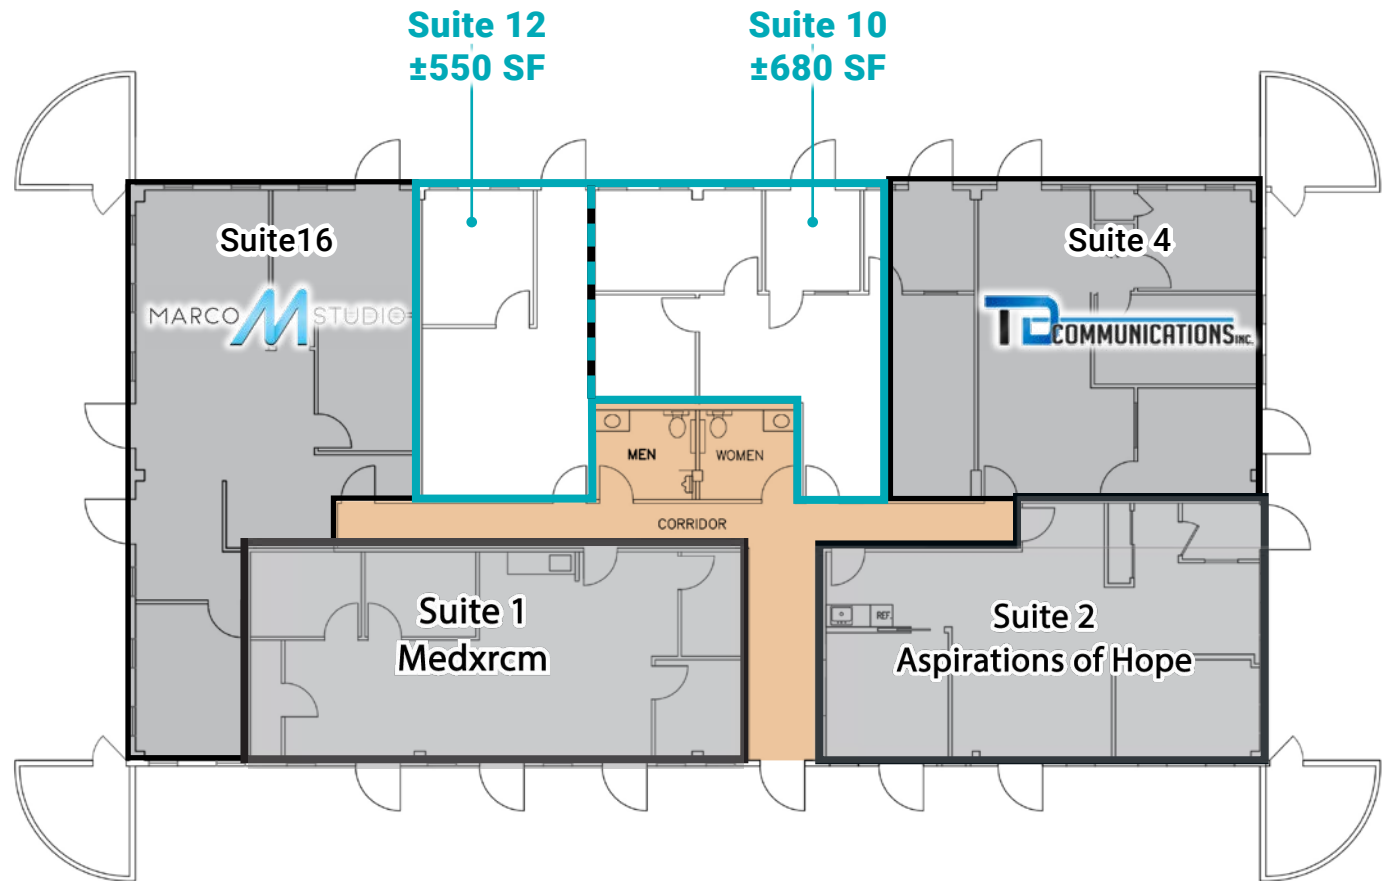 Suite 12
±550 SF
Suite 10
±680 SF
Suite16
MARCO M STUDIO
Suite 4
TD COMMUNICATIONS INC.
MEN
WOMEN
CORRIDOR
Suite 1
Medxrcm
REF.
Suite 2
Aspirations of Hope